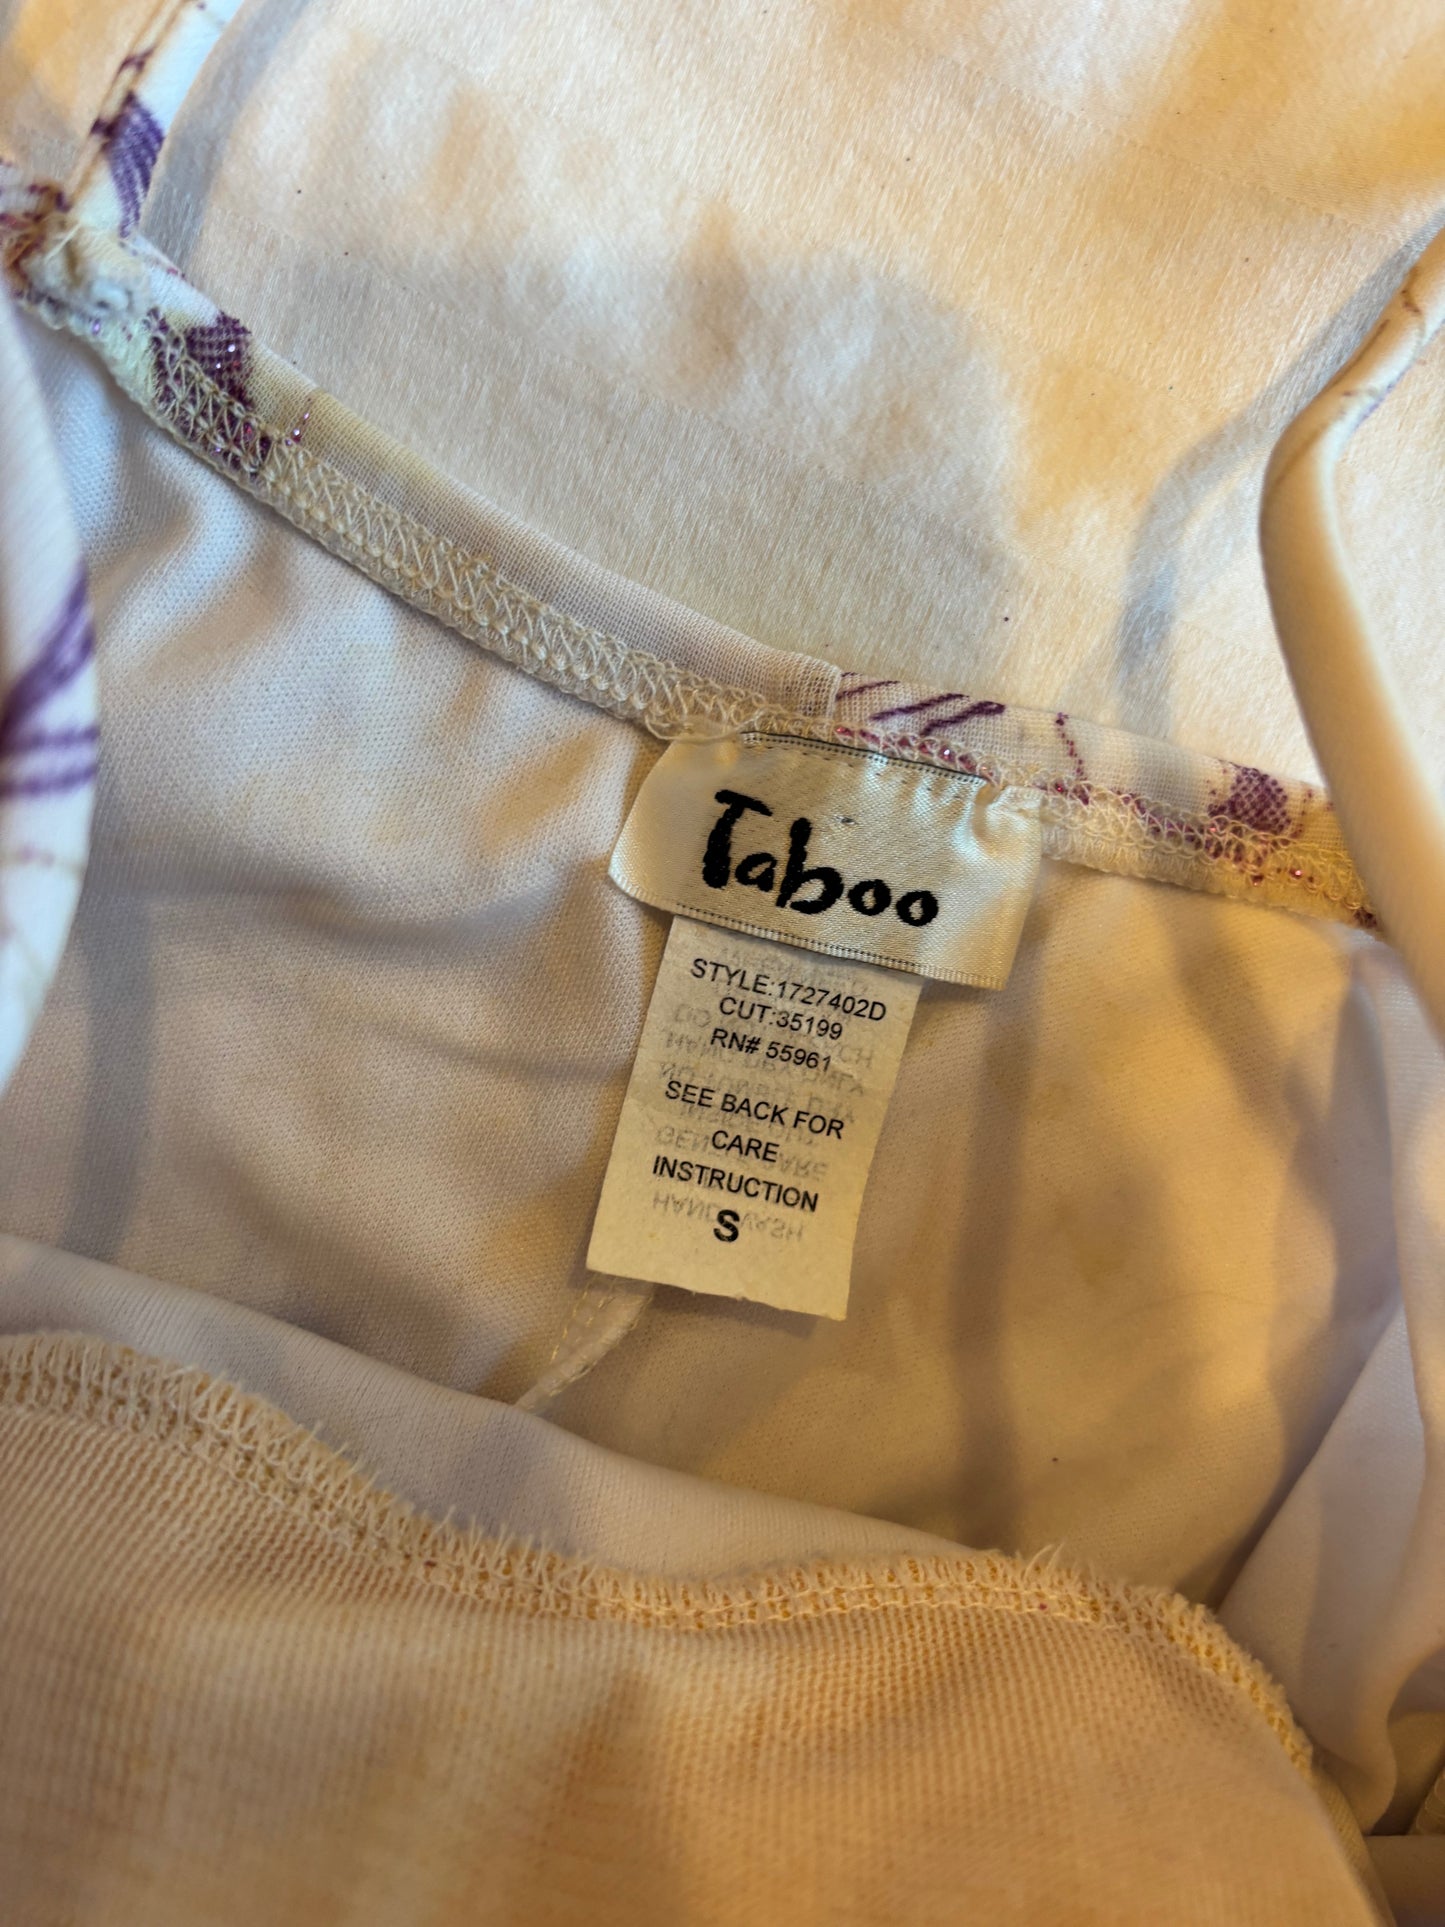 Taboo
STYLE:1727402D
CUT:35199
RN# 55961
SEE BACK FOR
CARE
INSTRUCTION
S